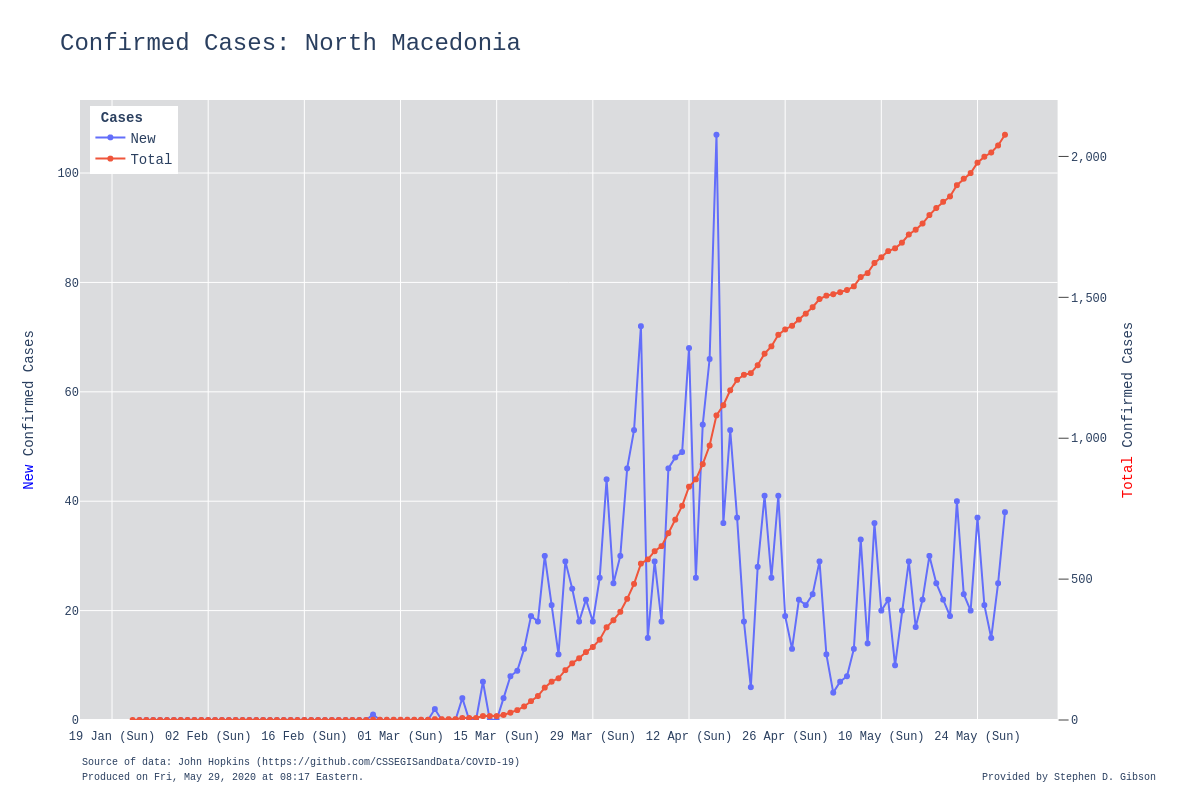 Confirmed Cases: North Macedonia
Cases
New
Total
100
80
60
40
20
0
New Confirmed Cases
2,000
1,500
1,000
500
0
Total Confirmed Cases
19 Jan (Sun) 02 Feb (Sun) 16 Feb (Sun) 01 Mar (Sun) 15 Mar (Sun) 29 Mar (Sun) 12 Apr (Sun) 26 Apr (Sun) 10 May (Sun) 24 May (Sun)
Source of data: John Hopkins (https://github.com/CSSEGISandData/COVID-19)
Produced on Fri, May 29, 2020 at 08:17 Eastern.
Provided by Stephen D. Gibson